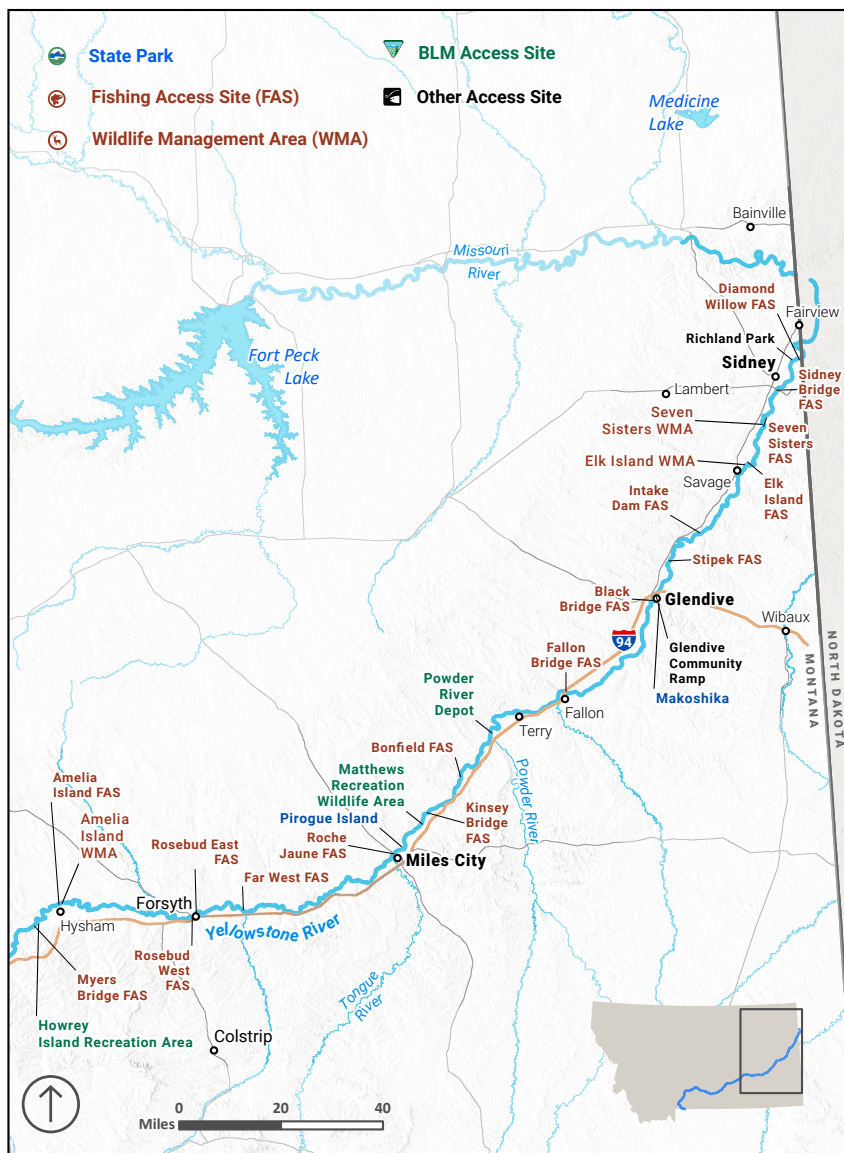 State Park
BLM Access Site
Fishing Access Site (FAS)
Other Access Site
Wildlife Management Area (WMA)
Medicine
Lake
Bainville
Missouri
River
Diamond
Willow FAS
Fairview
Richland Park
Sidney
Fort Peck
Lake
Sidney
Bridge
FAS
Lambert
Seven
Sisters WMA
Seven
Sisters
FAS
Elk Island WMA
Savage
Elk
Island
FAS
Intake
Dam FAS
Stipek FAS
Black
Bridge FAS
Glendive
Wibaux
94
Glendive
Community
Ramp
Fallon
Bridge FAS
NORTH DAKOTA
MONTANA
Makoshika
Powder
River
Depot
Fallon
Terry
Bonfield FAS
Powder River
Matthews
Recreation
Wildlife Area
Amelia
Island FAS
Kinsey
Bridge
FAS
Pirogue Island
Amelia
Island
WMA
Roche
Jaune FAS
Rosebud East
FAS
Miles City
Far West FAS
Forsyth
Hysham
Yellowstone River
Rosebud
West
FAS
Myers
Bridge FAS
Tongue
River
Howrey
Island Recreation Area
Colstrip
0 20 40
Miles